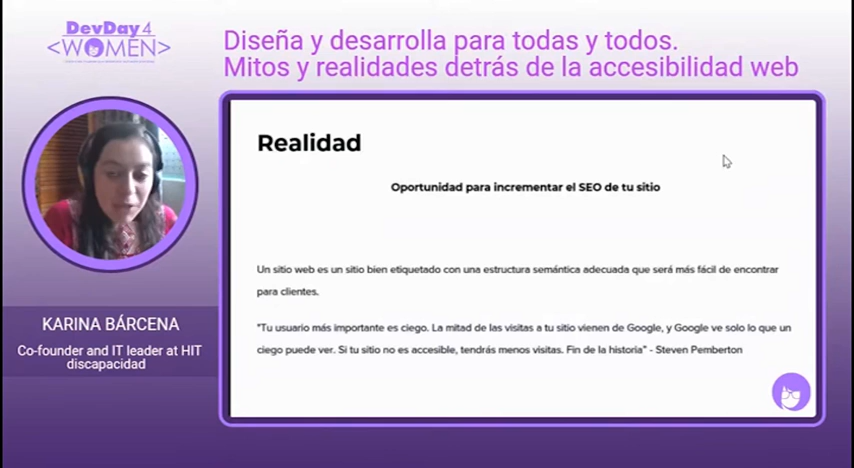 DevDay4
<WOMEN>
Diseña y desarrolla para todas y todos.
Mitos y realidades detrás de la accesibilidad web
Realidad
Oportunidad para incrementar el SEO de tu sitio
Un sitio web es un sitio bien etiquetado con una estructura semántica adecuada que será más fácil de encontrar
para clientes.
"Tu usuario más importante es ciego. La mitad de las visitas a tu sitio vienen de Google, y Google ve solo lo que un
ciego puede ver. Si tu sitio no es accesible, tendrás menos visitas. Fin de la historia" - Steven Pemberton
KARINA BÁRCENA
Co-founder and IT leader at HIT
discapacidad